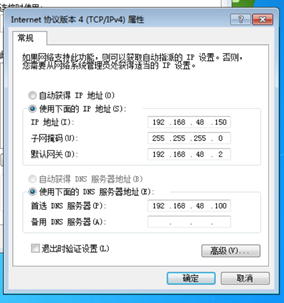 Internet 协议版本 4 (TCP/IPv4) 属性
常规
如果网络支持此功能，则可以获取自动指派的 IP 设置。否则，
您需要从网络系统管理员处获得适当的 IP 设置。
自动获得 IP 地址(O)
使用下面的 IP 地址(S):
IP 地址(I): 192 .168 . 48 .150
子网掩码(U): 255 .255 .255 . 0
默认网关(D): 192 .168 . 48 . 2
自动获得 DNS 服务器地址(B)
使用下面的 DNS 服务器地址(E):
首选 DNS 服务器(P): 192 .168 . 48 .100
备用 DNS 服务器(A): . . .
退出时验证设置(L)
高级(V)...
确定 取消